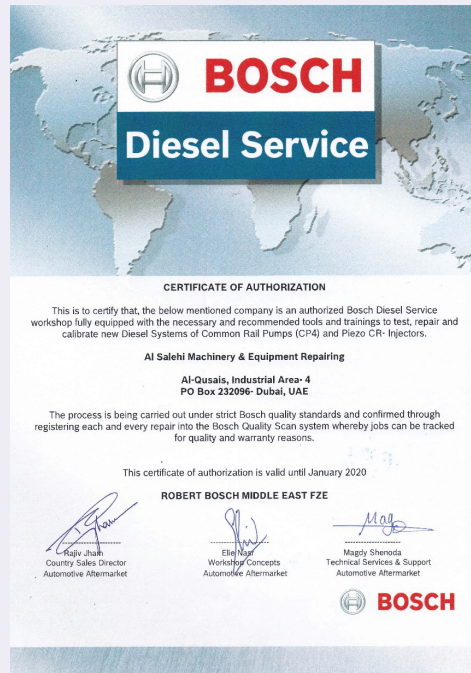 BOSCH
Diesel Service
CERTIFICATE OF AUTHORIZATION
This is to certify that, the below mentioned company is an authorized Bosch Diesel Service
workshop fully equipped with the necessary and recommended tools and trainings to test, repair and
calibrate new Diesel Systems of Common Rail Pumps (CP4) and Piezo CR- Injectors.
Al Salehi Machinery & Equipment Repairing
Al-Qusais, Industrial Area- 4
PO Box 232096- Dubai, UAE
The process is being carried out under strict Bosch quality standards and confirmed through
registering each and every repair into the Bosch Quality Scan system whereby jobs can be tracked
for quality and warranty reasons.
This certificate of authorization is valid until January 2020
ROBERT BOSCH MIDDLE EAST FZE
Rajiv Jham
Country Sales Director
Automotive Aftermarket
Elie Nasr
Workshop Concepts
Automotive Aftermarket
Magdy Shenoda
Technical Services & Support
Automotive Aftermarket
BOSCH